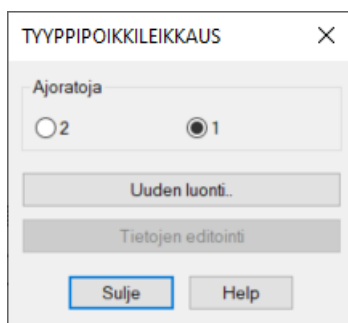 TYYPPIPOIKKILEIKKAUS
Ajoratoja
2 1
Uuden luonti..
Tietojen editointi
Sulje Help